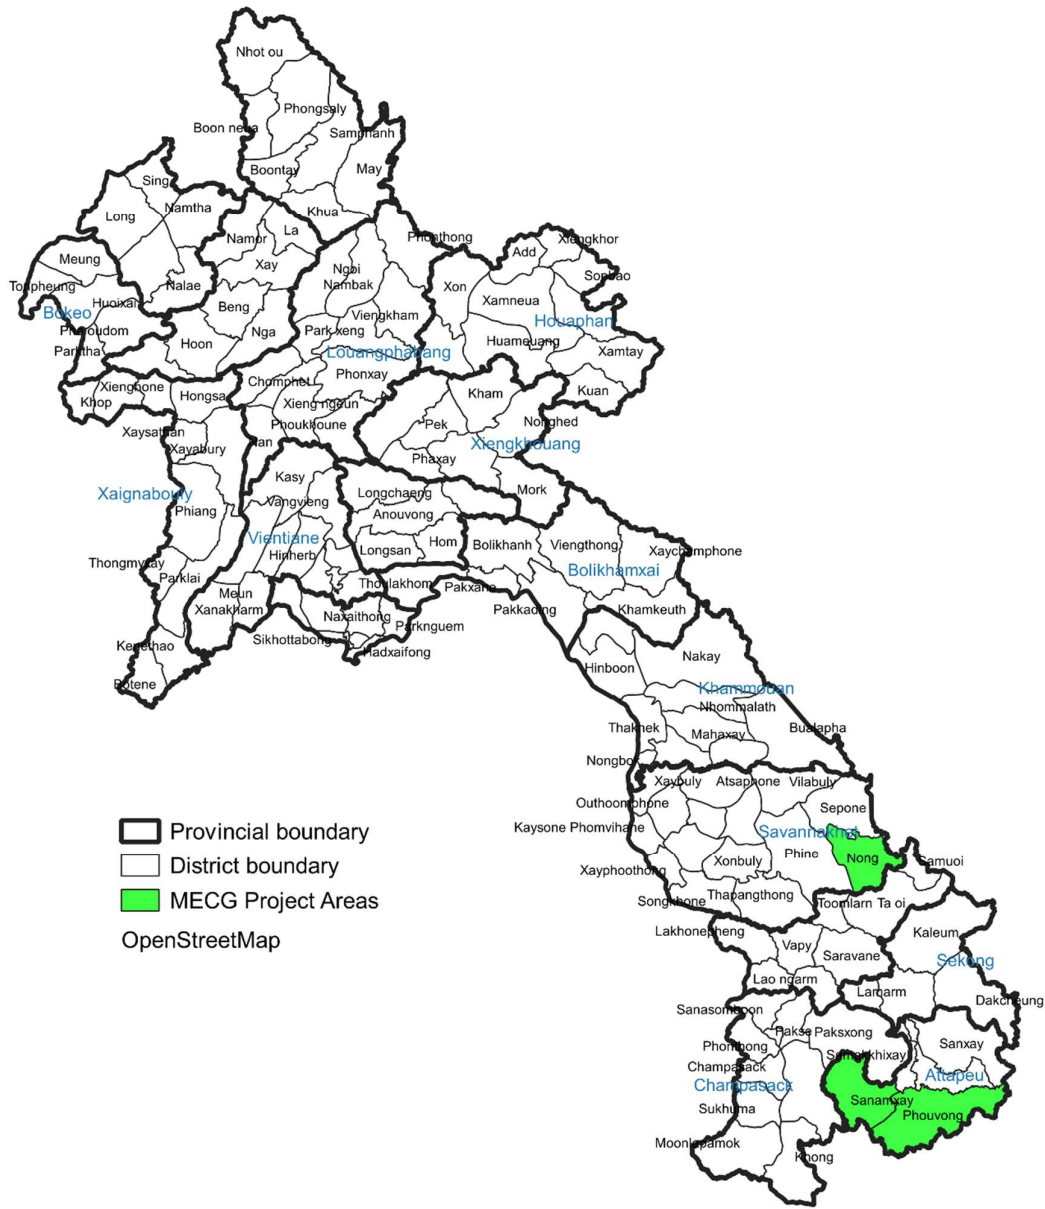 Nhot ou
Phongsaly
Boon neua
Samphanh
Boontay
May
Sing
Namtha
Long
Khua
La
Namor
Phonthong
Xiengkhor
Add
Meung
Xay
Ngbi
Sopbao
Tonpheung
Nalae
Nambak
Xon
Xamneua
Huoixai
Beng
Bokeo
Viengkham
Houaphan
Pharoudom
Nga
Park xeng
Hoon
Huameuang
Parktha
Louangphabang
Xamtay
Phonxay
Chomphet
Xienghone
Hongsa
Kham
Kuan
Khop
Xieng ngeun
Pek
Nonghed
Xaysathan
Phoukhoune
Nan
Xiengkhouang
Xayabury
Phaxay
Kasy
Mork
Xaignabouly
Longchaeng
Phiang
Vangvieng
Anouvong
Vientiane
Hom
Bolikhanh
Viengthong
Xaychamphone
Hinherb
Longsan
Thongmyxay
Bolikhamxai
Parklai
Thoulakhom
Pakxane
Meun
Xanakharm
Pakkading
Khamkeuth
Naxaithong
Parknguem
Sikhottabong
Kenethao
Hadxaifong
Nakay
Hinboon
Botene
Khammouan
Nhommalath
Thakhek
Mahaxay
Bualapha
Nongbok
Xaybuly
Atsaphone
Vilabuly
Outhoomphone
Sepone
Kaysone Phomvihane
Savannakhet
Provincial boundary
Phine
Nong
Xonbuly
Samuoi
District boundary
Xayphoothong
Thapangthong
Songkhone
Toomlarn
Ta oi
MECG Project Areas
Lakhonepheng
Kaleum
OpenStreetMap
Vapy
Saravane
Sekong
Lao ngarm
Lamarm
Dakcheung
Sanasomboon
Pakse
Paksxong
Phonthong
Samakkhixay
Sanxay
Champasack
Attapeu
Champasack
Sanamxay
Sukhuma
Phouvong
Moonlapamok
Khong